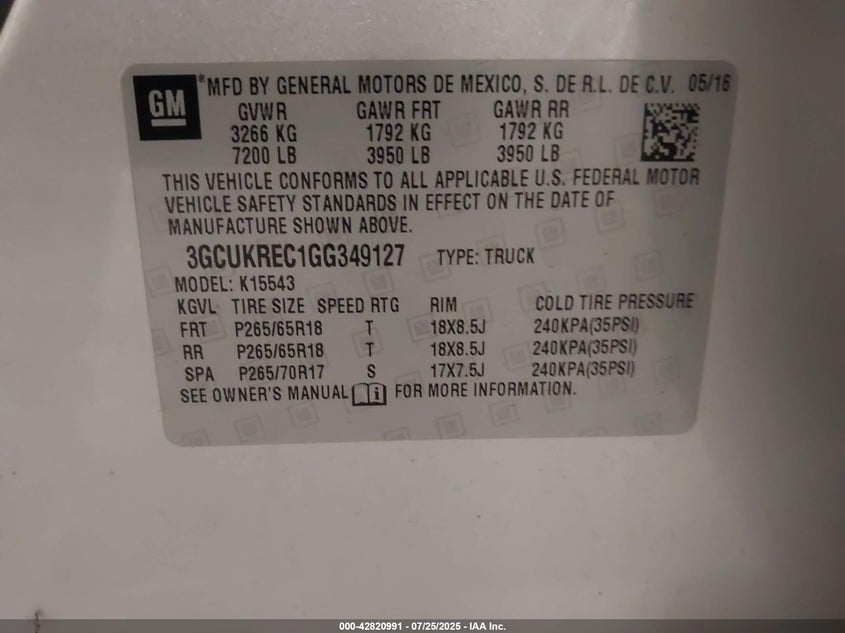 GM ® MFD BY GENERAL MOTORS DE MEXICO, S. DE R.L. DE C.V. 05/16
GVWR GAWR FRT GAWR RR
3266 KG 1792 KG 1792 KG
7200 LB 3950 LB 3950 LB
THIS VEHICLE CONFORMS TO ALL APPLICABLE U.S. FEDERAL MOTOR
VEHICLE SAFETY STANDARDS IN EFFECT ON THE DATE OF
MANUFACTURE SHOWN ABOVE.
3GCUKREC1GG349127 TYPE: TRUCK
MODEL: K15543
KGVL TIRE SIZE SPEED RTG RIM COLD TIRE PRESSURE
FRT P265/65R18 T 18X8.5J 240KPA(35PSI)
RR P265/65R18 T 18X8.5J 240KPA(35PSI)
SPA P265/70R17 S 17X7.5J 240KPA(35PSI)
SEE OWNER'S MANUAL FOR MORE INFORMATION.
000-42820991 - 07/25/2025 - IAA Inc.